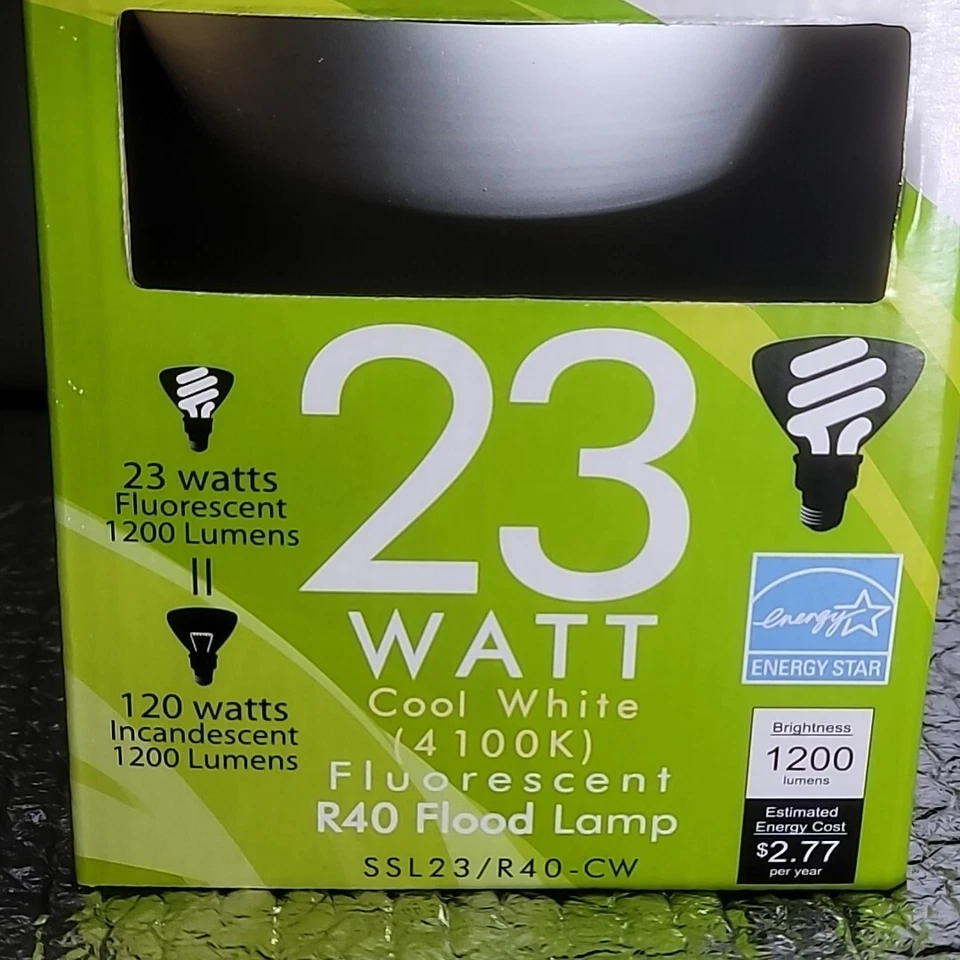 23
WATT
Cool White
(4100K)
Fluorescent
R40 Flood Lamp
SSL23/R40-CW
23 watts
Fluorescent
1200 Lumens
=
120 watts
Incandescent
1200 Lumens
energy
ENERGY STAR
Brightness
1200
lumens
Estimated
Energy Cost
$2.77
per year